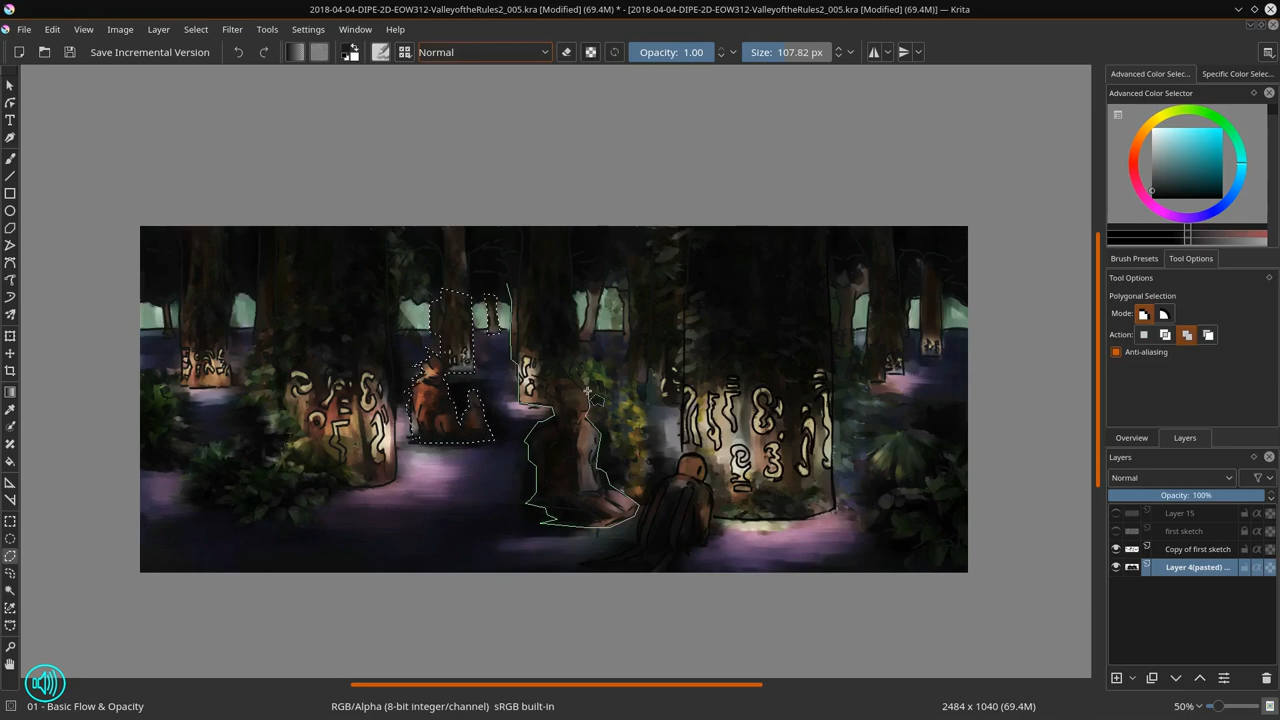 2018-04-04-DIPE-2D-EOW312-ValleyoftheRules2_005.kra [Modified] (69.4M) * - [2018-04-04-DIPE-2D-EOW312-ValleyoftheRules2_005.kra [Modified] (69.4M)] — Krita
File Edit View Image Layer Select Filter Tools Settings Window Help
Save Incremental Version
Normal
Opacity: 1.00
Size: 107.82 px
Advanced Color Selec...
Specific Color Selec...
Advanced Color Selector
Brush Presets
Tool Options
Tool Options
Polygonal Selection
Mode:
Action:
Anti-aliasing
Overview
Layers
Layers
Normal
Opacity: 100%
Layer 15
first sketch
Copy of first sketch
Layer 4(pasted) ...
01 - Basic Flow & Opacity
RGB/Alpha (8-bit integer/channel) sRGB built-in
2484 x 1040 (69.4M)
50%